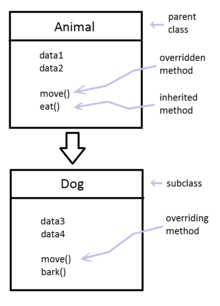 Animal
parent
class
data1
data2
overridden
method
move()
eat()
inherited
method
Dog
subclass
data3
data4
overriding
method
move()
bark()